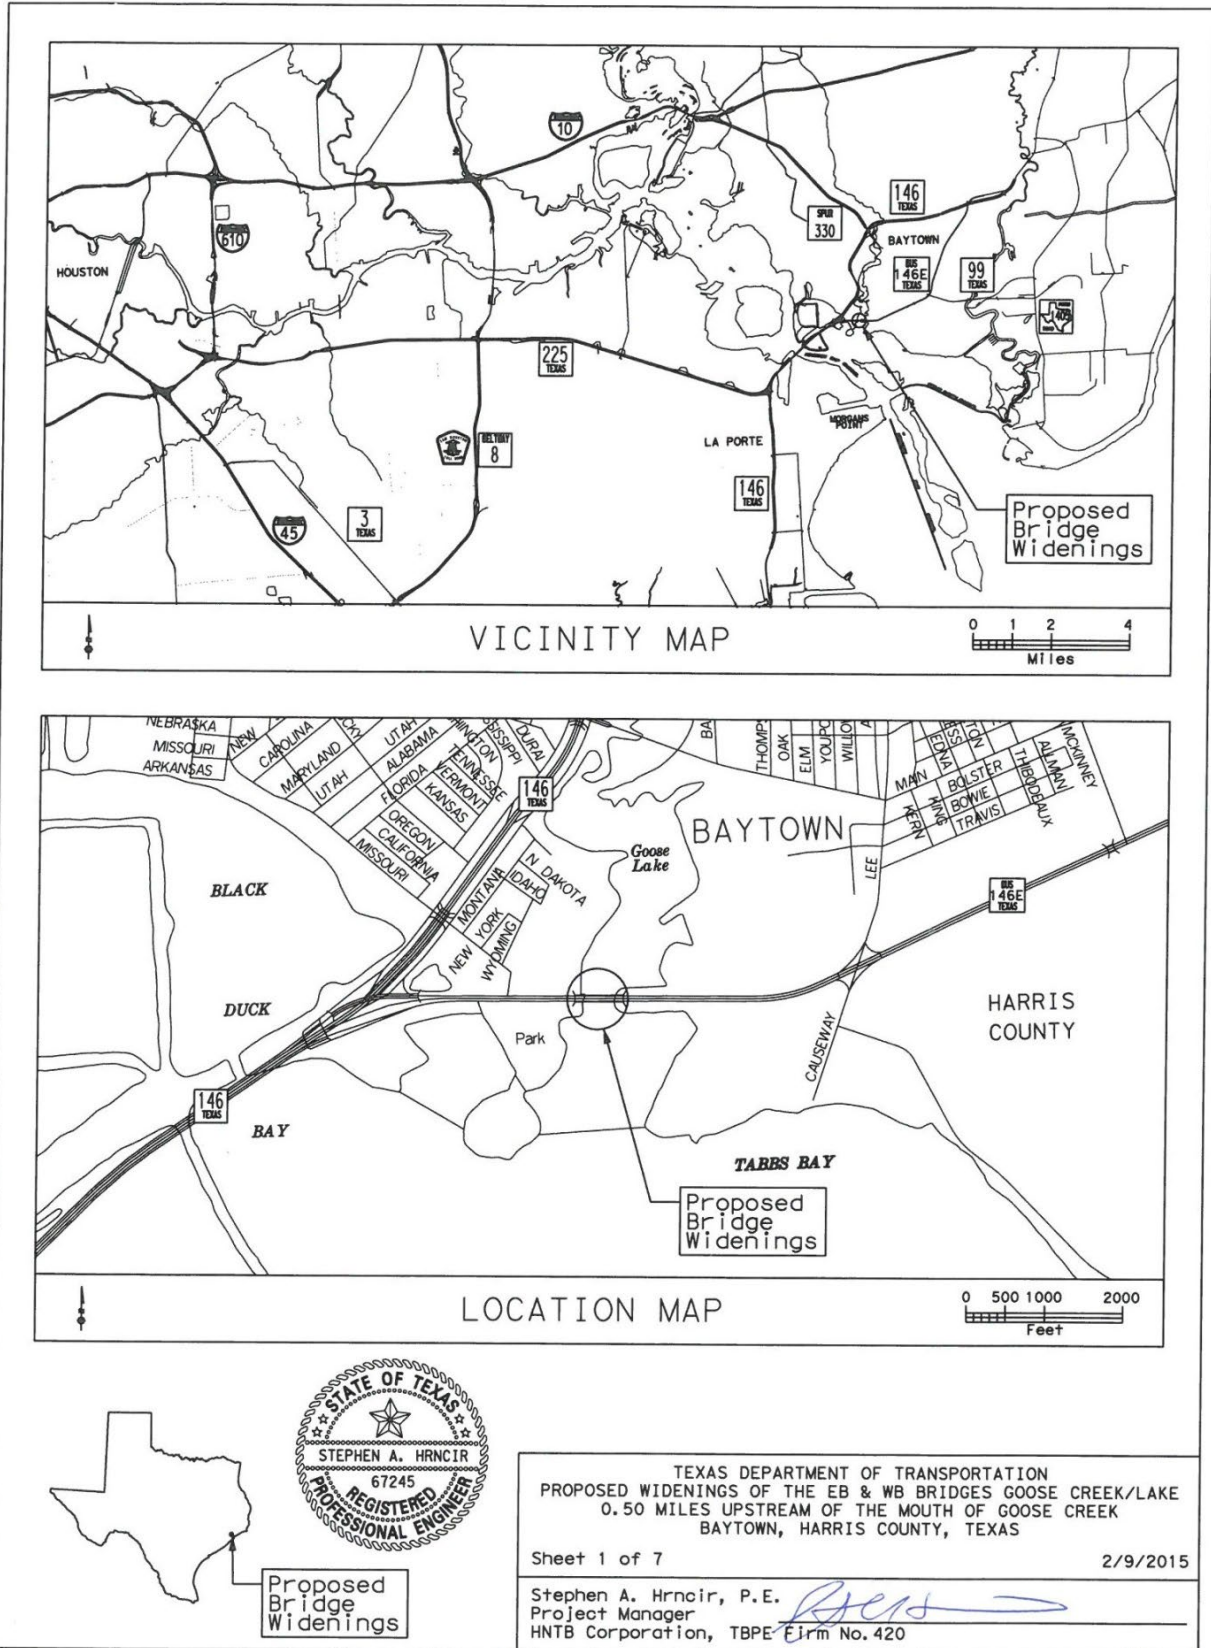 10
610
HOUSTON
SPUR
330
146
TEXAS
BAYTOWN
BUS
146E
TEXAS
99
TEXAS
225
TEXAS
LA PORTE
MORGANS
POINT
BELTWAY
8
146
TEXAS
3
TEXAS
45
Proposed
Bridge
Widenings
VICINITY MAP
0 1 2 4
Miles
NEBRASKA
MISSOURI
ARKANSAS
NEW
CAROLINA
MARYLAND
UTAH
UTAH
ALABAMA
FLORIDA
TENNESSEE
VERMONT
KANSAS
OREGON
CALIFORNIA
MISSOURI
DURAI
146
TEXAS
N DAKOTA
IDAHO
MONTANA
NEW YORK
WYOMING
Goose
Lake
BAYTOWN
OAK
ELM
MAIN
KERN
KING
EDNA
BOLSTER
BOWIE
TRAVIS
THIBODEAUX
ALLMAN
MCKINNEY
LEE
BUS
146E
TEXAS
BLACK
DUCK
BAY
HARRIS
COUNTY
Park
CAUSEWAY
146
TEXAS
TABBS BAY
Proposed
Bridge
Widenings
LOCATION MAP
0 500 1000 2000
Feet
STATE OF TEXAS
STEPHEN A. HRNCIR
67245
REGISTERED
PROFESSIONAL ENGINEER
Proposed
Bridge
Widenings
TEXAS DEPARTMENT OF TRANSPORTATION
PROPOSED WIDENINGS OF THE EB & WB BRIDGES GOOSE CREEK/LAKE
0.50 MILES UPSTREAM OF THE MOUTH OF GOOSE CREEK
BAYTOWN, HARRIS COUNTY, TEXAS
Sheet 1 of 7 2/9/2015
Stephen A. Hrncir, P.E.
Project Manager
HNTB Corporation, TBPE Firm No. 420